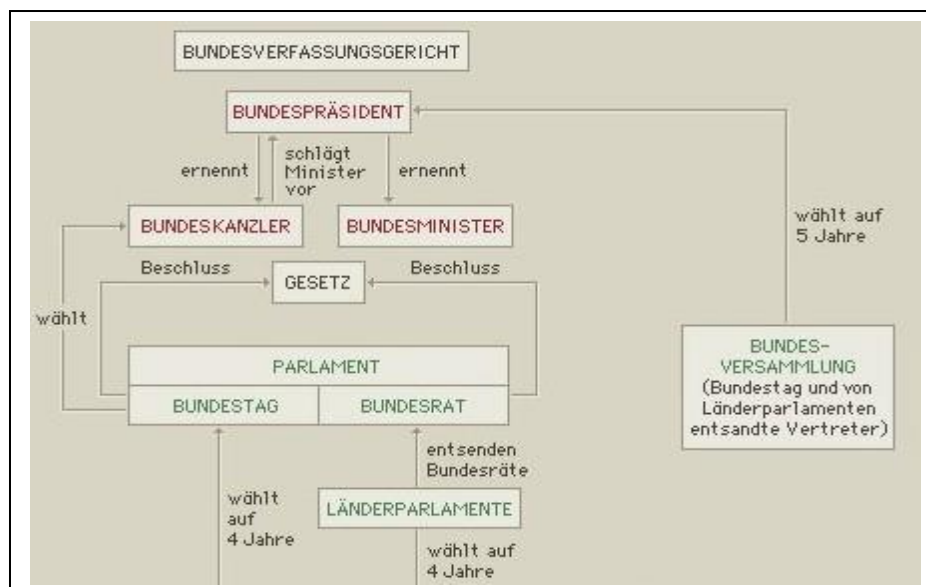 BUNDESVERFASSUNGSGERICHT
BUNDESPRÄSIDENT
ernennt
schlägt
Minister
vor
ernennt
BUNDESKANZLER
BUNDESMINISTER
wählt auf
5 Jahre
Beschluss
Beschluss
GESETZ
wählt
PARLAMENT
BUNDESTAG
BUNDESRAT
BUNDES-
VERSAMMLUNG
(Bundestag und von
Länderparlamenten
entsandte Vertreter)
entsenden
Bundesräte
wählt
auf
4 Jahre
LÄNDERPARLAMENTE
wählt auf
4 Jahre